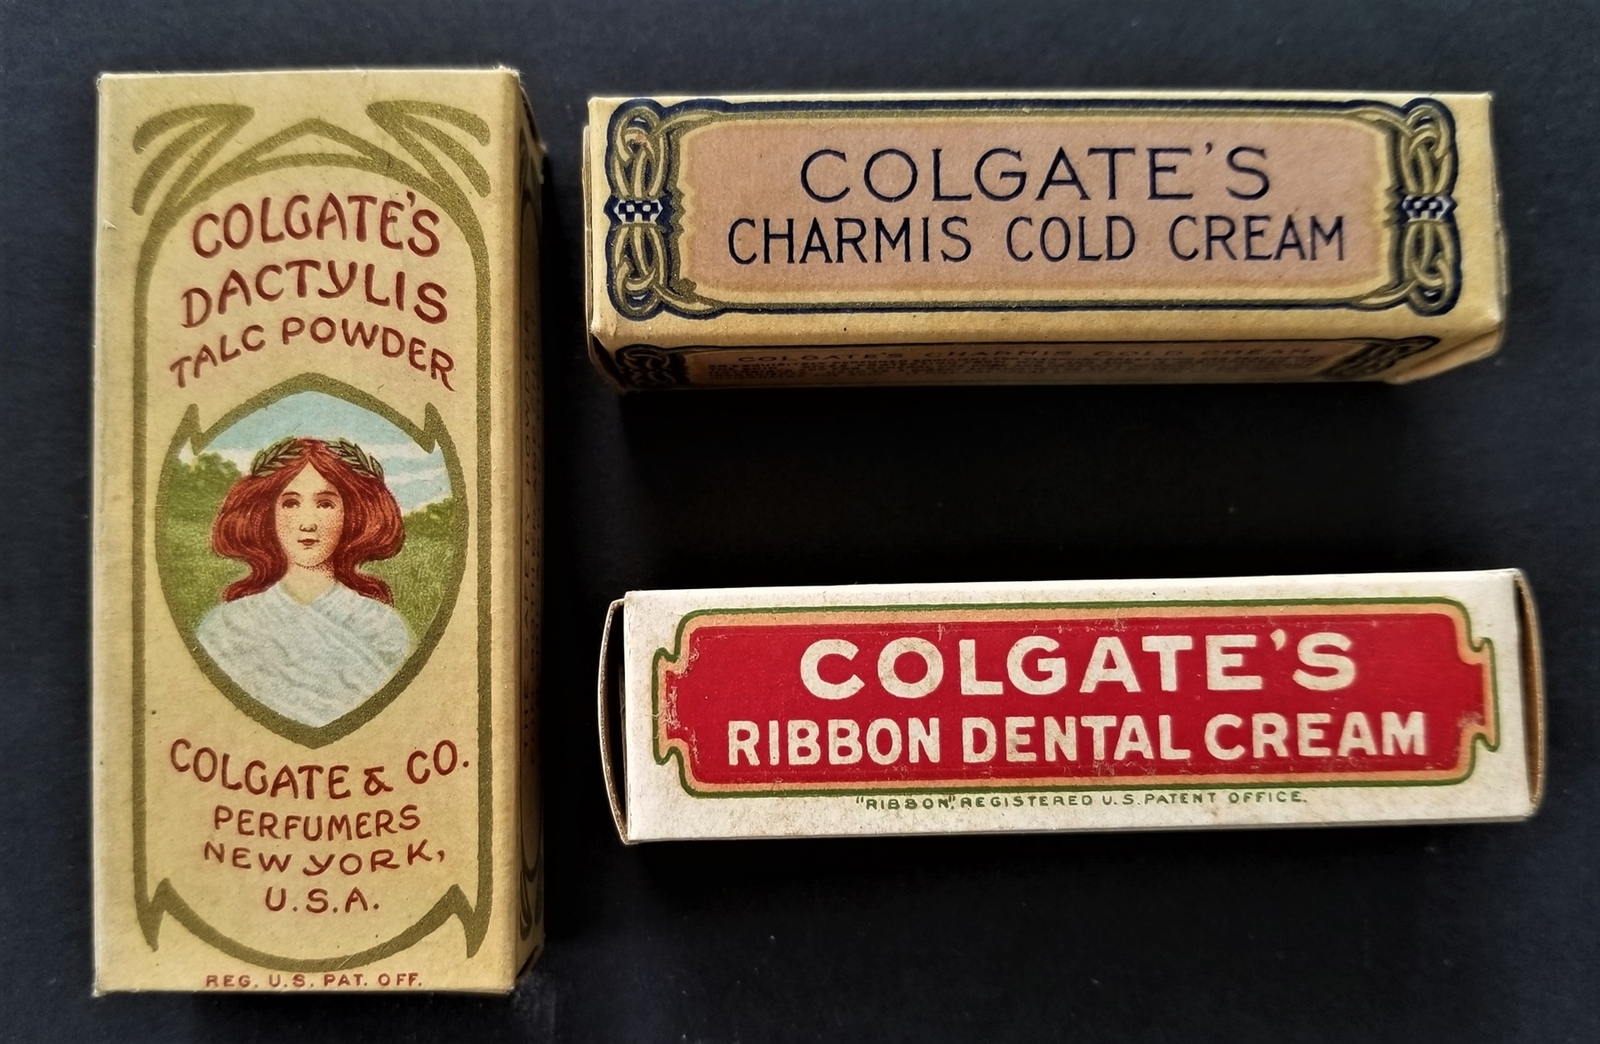 COLGATE'S
DACTYLIS
TALC POWDER
COLGATE & CO.
PERFUMERS
NEW YORK,
U.S.A.
REG. U.S. PAT. OFF.
COLGATE'S
CHARMIS COLD CREAM
COLGATE'S CHARMIS COLD CREAM
COLGATE'S
RIBBON DENTAL CREAM
"RIBBON," REGISTERED U.S. PATENT OFFICE.